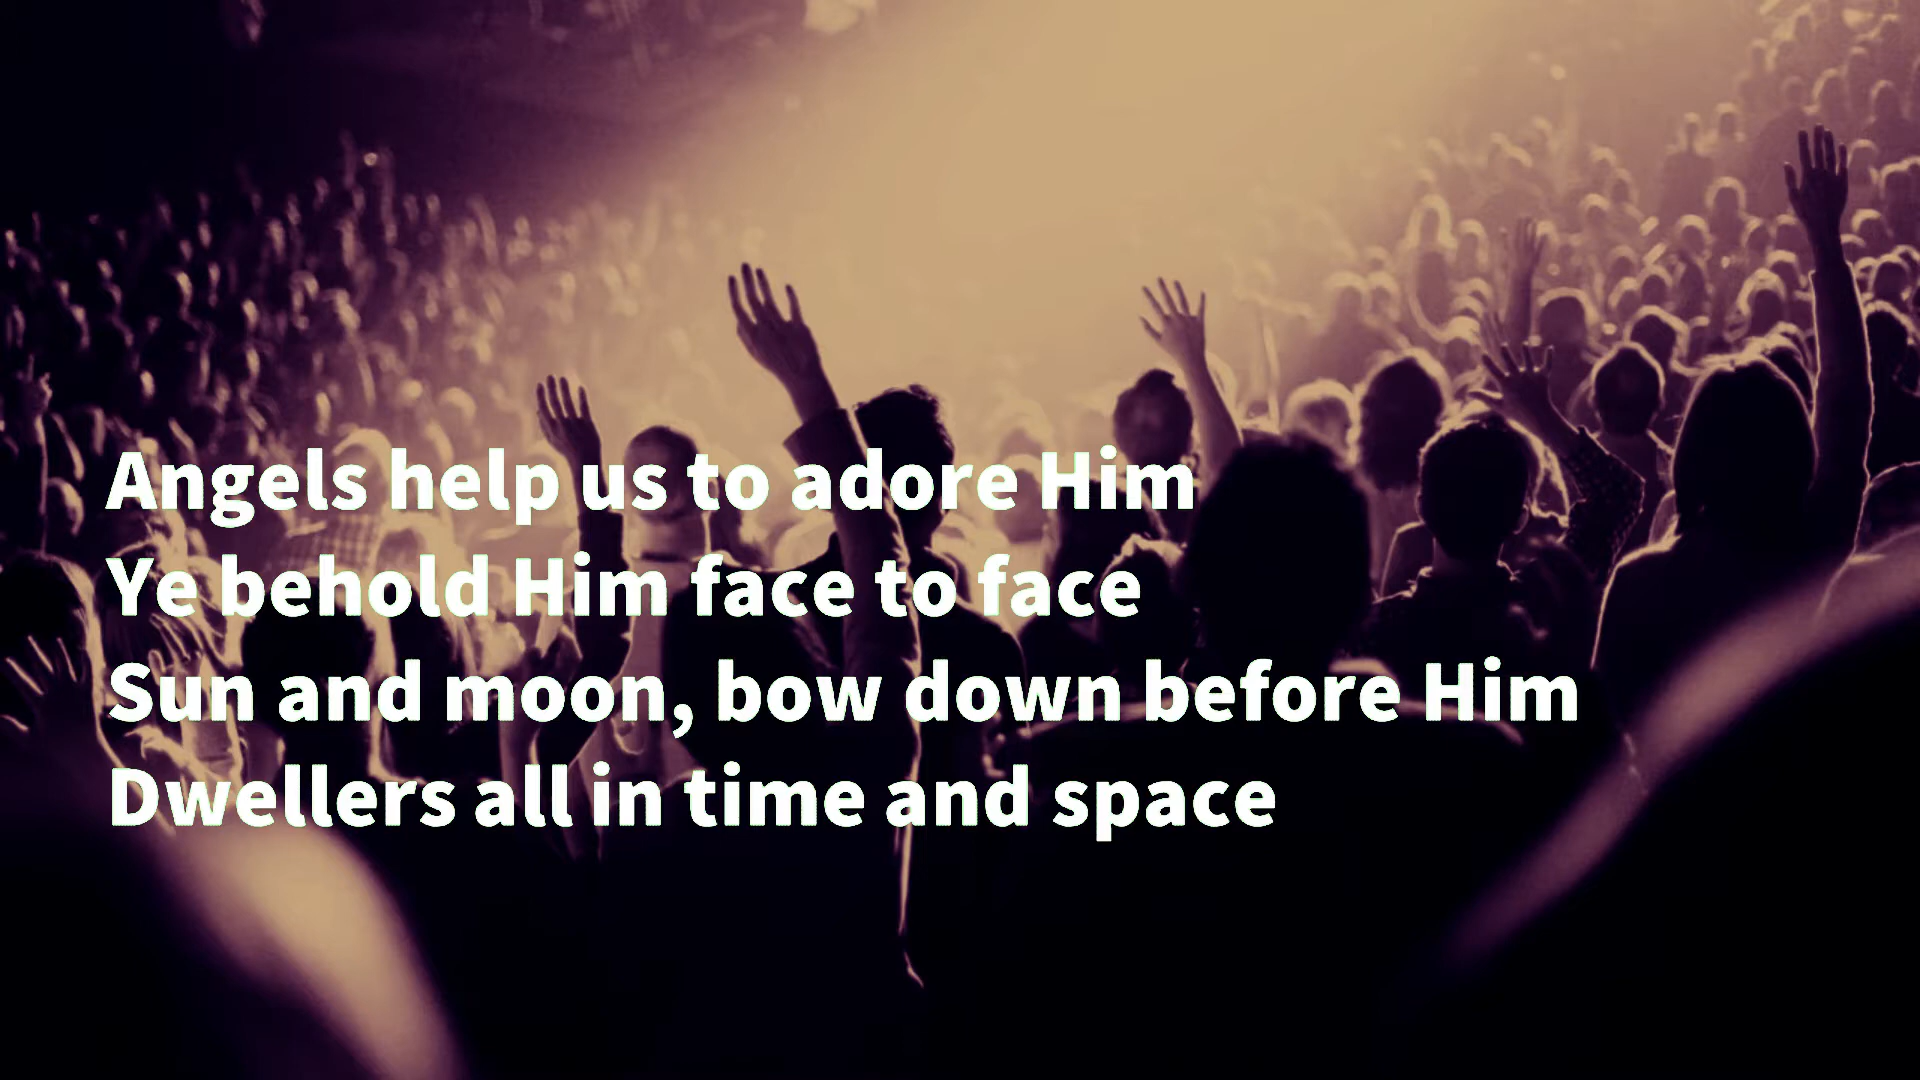 Angels help us to adore Him
Ye behold Him face to face
Sun and moon, bow down before Him
Dwellers all in time and space